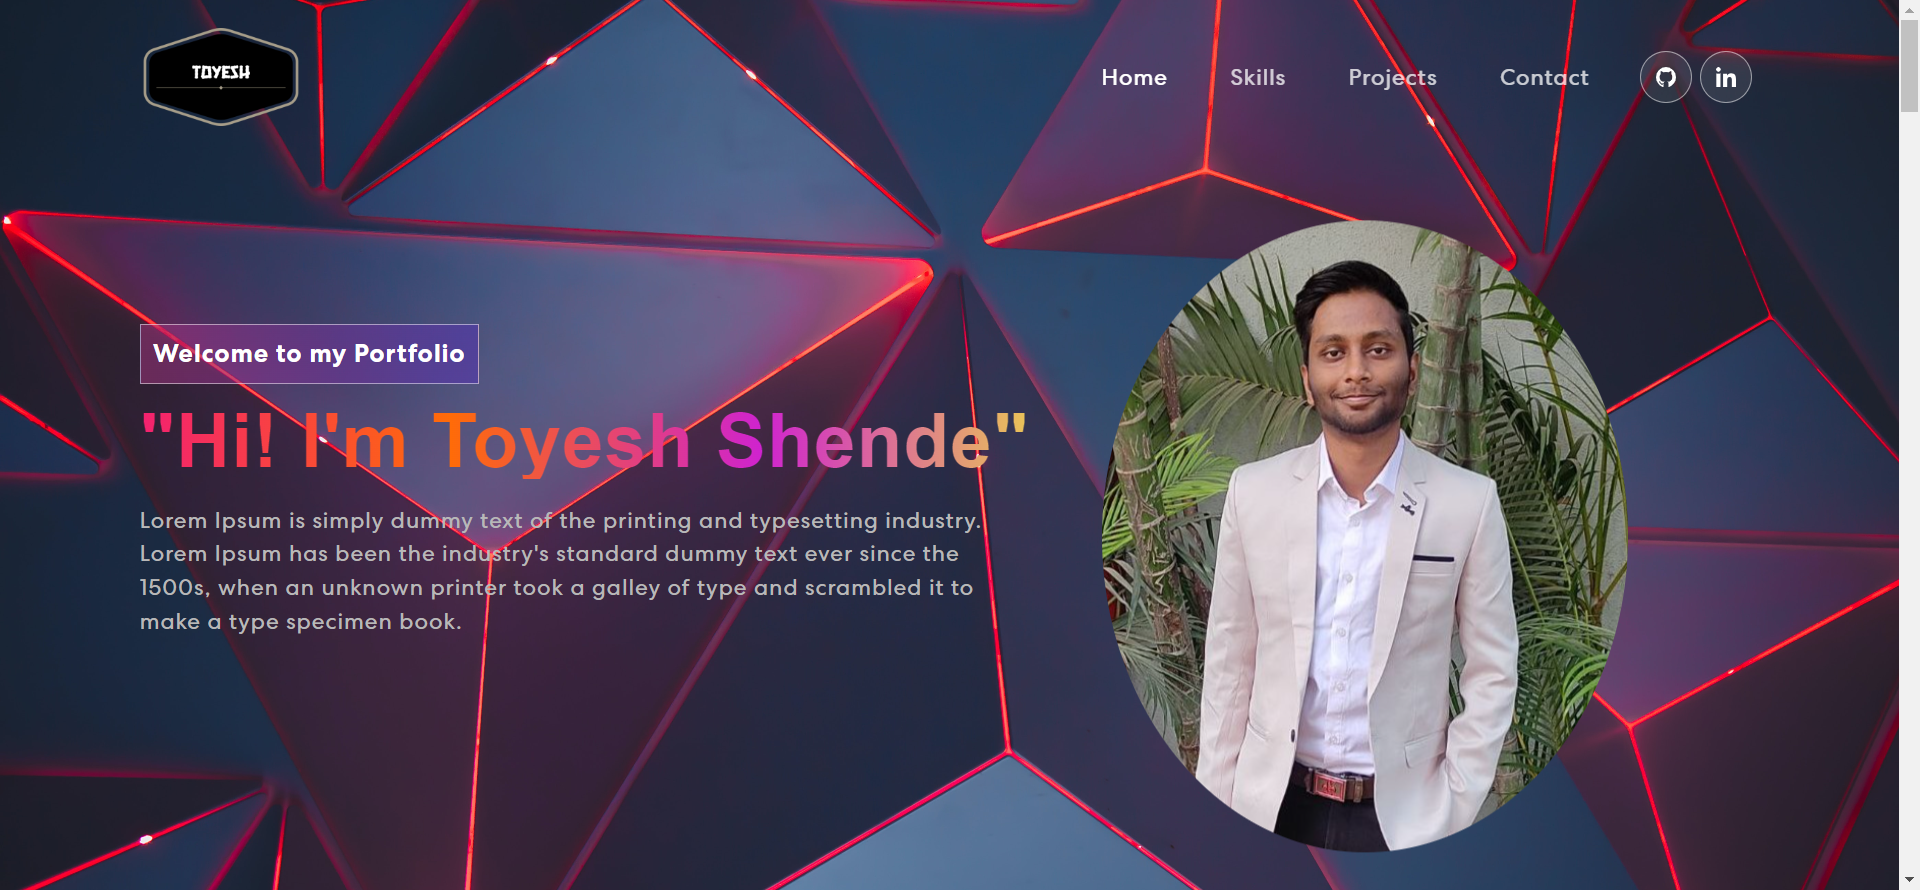 TOYESH
Home Skills Projects Contact
in
Welcome to my Portfolio
"Hi! I'm Toyesh Shende"
Lorem Ipsum is simply dummy text of the printing and typesetting industry.
Lorem Ipsum has been the industry's standard dummy text ever since the
1500s, when an unknown printer took a galley of type and scrambled it to
make a type specimen book.